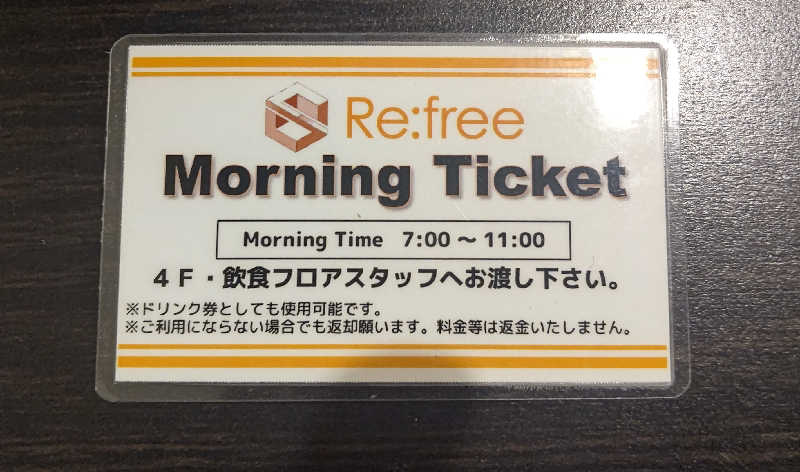 Re:free
Morning Ticket
Morning Time 7:00 ～ 11:00
４Ｆ・飲食フロアスタッフへお渡し下さい。
※ドリンク券としても使用可能です。
※ご利用にならない場合でも返却願います。料金等は返金いたしません。